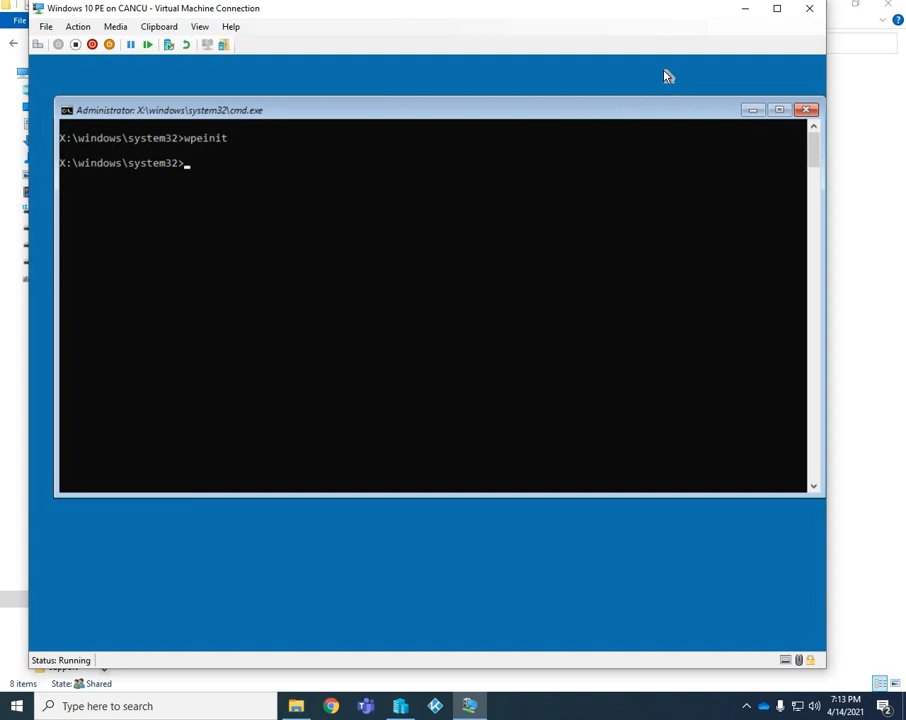 Windows 10 PE on CANCU - Virtual Machine Connection
File
File Action Media Clipboard View Help
Administrator: X:\windows\system32\cmd.exe
X:\windows\system32>wpeinit
X:\windows\system32>
Status: Running
8 items State: Shared
Type here to search
7:13 PM
4/14/2021
2